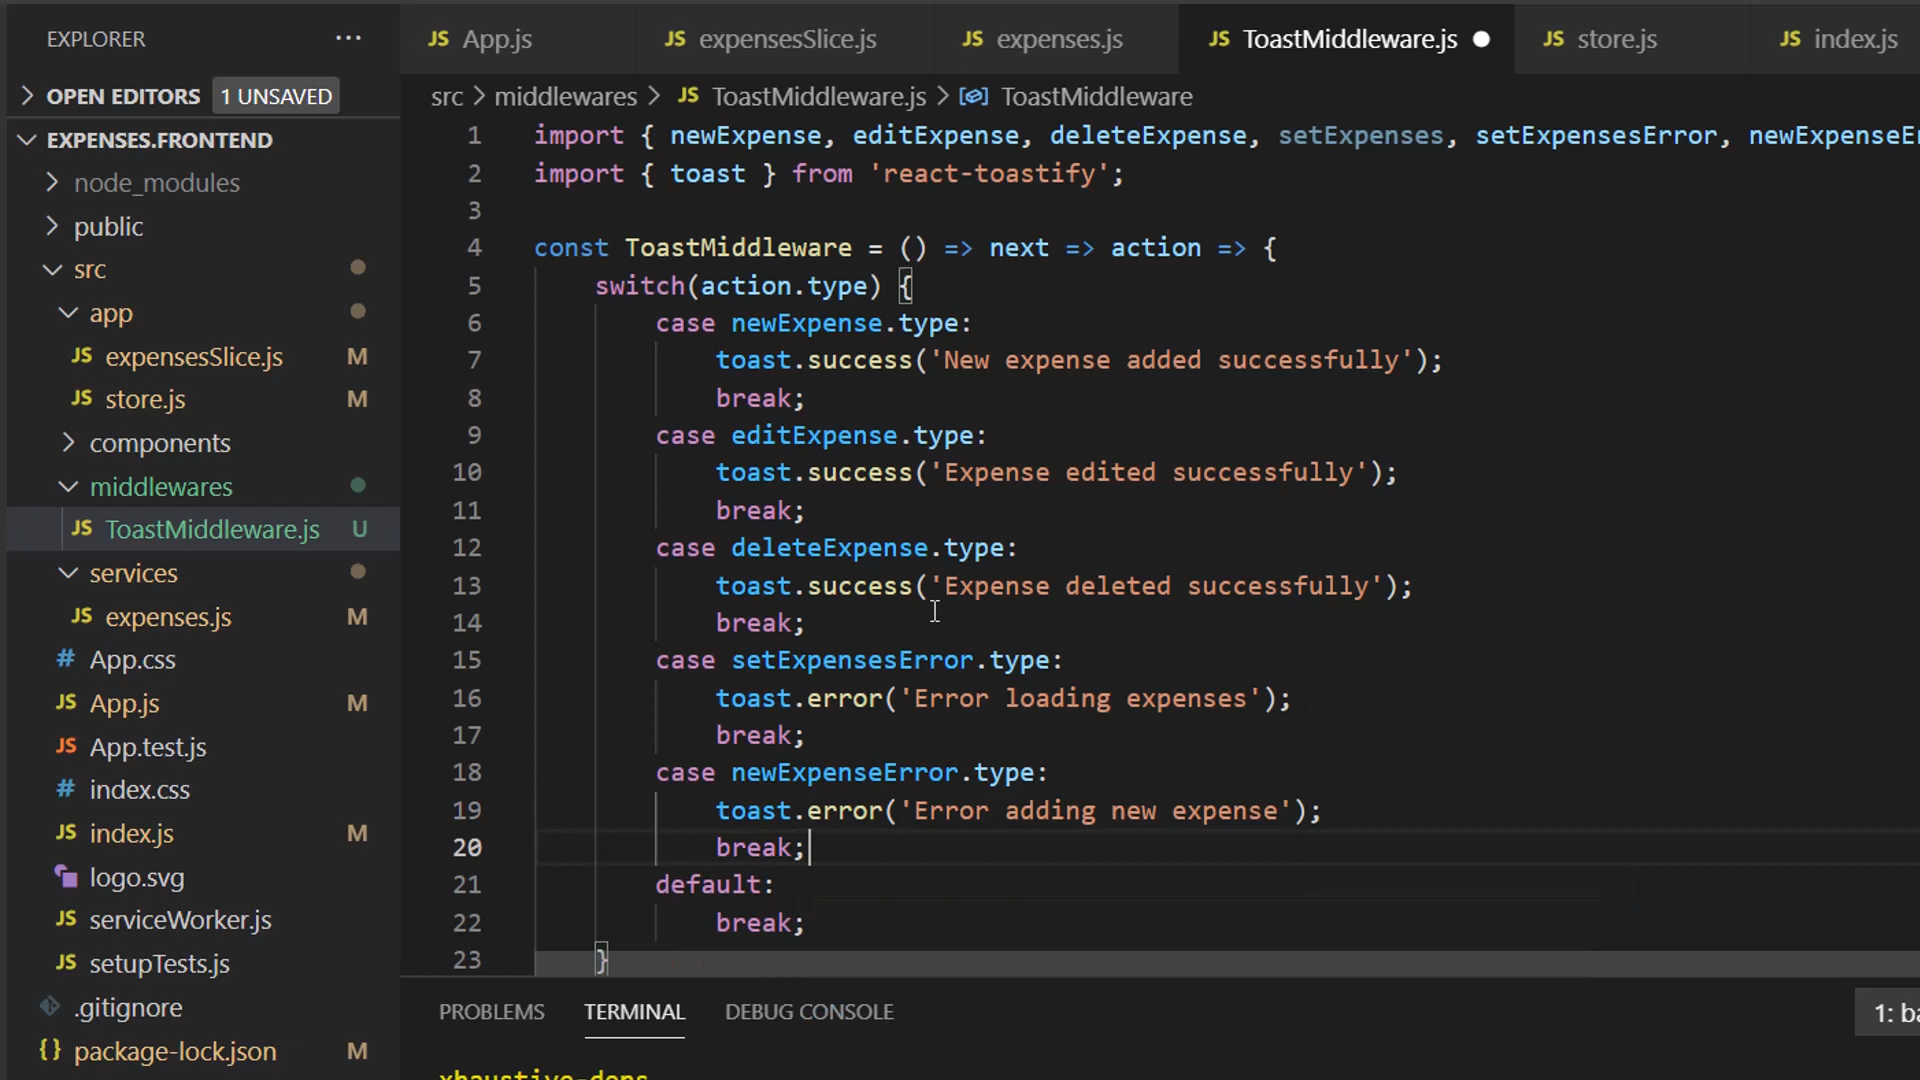 EXPLORER ...
OPEN EDITORS 1 UNSAVED
EXPENSES.FRONTEND
node_modules
public
src
app
JS expensesSlice.js M
JS store.js M
components
middlewares
JS ToastMiddleware.js U
services
JS expenses.js M
# App.css
JS App.js M
JS App.test.js
# index.css
JS index.js M
logo.svg
JS serviceWorker.js
JS setupTests.js
.gitignore
{} package-lock.json M
JS App.js JS expensesSlice.js JS expenses.js JS ToastMiddleware.js JS store.js JS index.js
src > middlewares > JS ToastMiddleware.js > ToastMiddleware
1 import { newExpense, editExpense, deleteExpense, setExpenses, setExpensesError, newExpenseEr
2 import { toast } from 'react-toastify';
3
4 const ToastMiddleware = () => next => action => {
5 switch(action.type) {
6 case newExpense.type:
7 toast.success('New expense added successfully');
8 break;
9 case editExpense.type:
10 toast.success('Expense edited successfully');
11 break;
12 case deleteExpense.type:
13 toast.success('Expense deleted successfully');
14 break;
15 case setExpensesError.type:
16 toast.error('Error loading expenses');
17 break;
18 case newExpenseError.type:
19 toast.error('Error adding new expense');
20 break;
21 default:
22 break;
23 }
PROBLEMS TERMINAL DEBUG CONSOLE
1: ba
xhaustive-deps